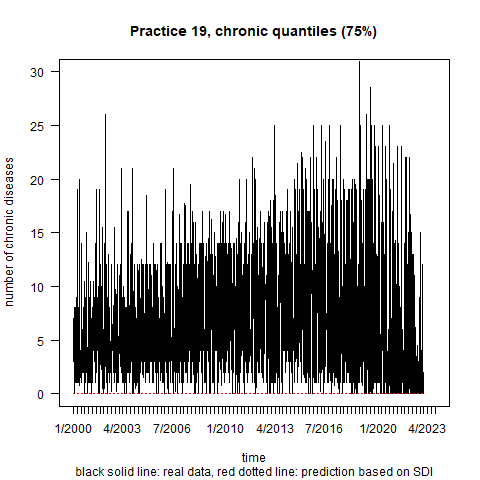 Practice 19, chronic quantiles (75%)
number of chronic diseases
30
25
20
15
10
5
0
1/2000 4/2003 7/2006 1/2010 4/2013 7/2016 1/2020 4/2023
time
black solid line: real data, red dotted line: prediction based on SDI